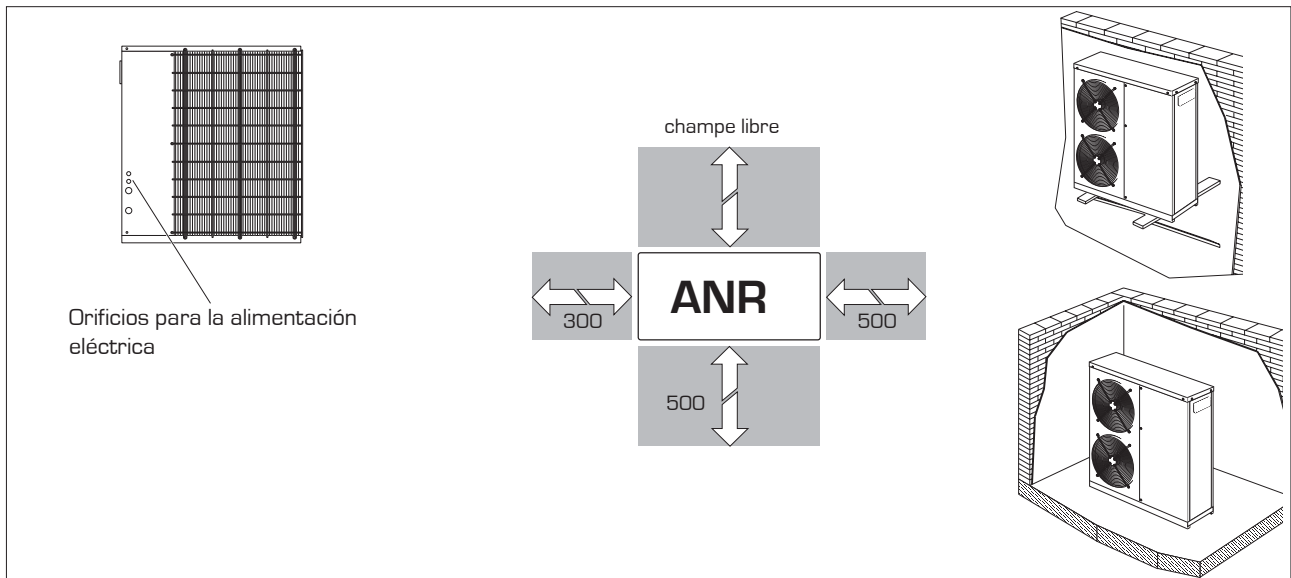 champe libre
ANR
300
500
500
Orificios para la alimentación
eléctrica